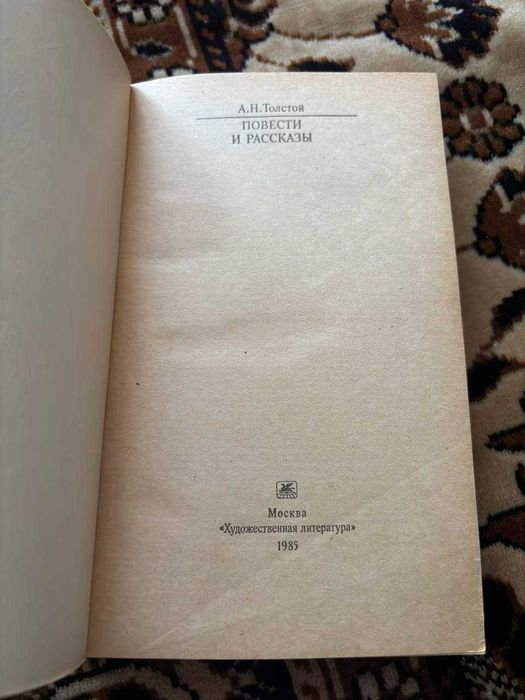 А.Н.Толстой
ПОВЕСТИ
И РАССКАЗЫ
Москва
«Художественная литература»
1985